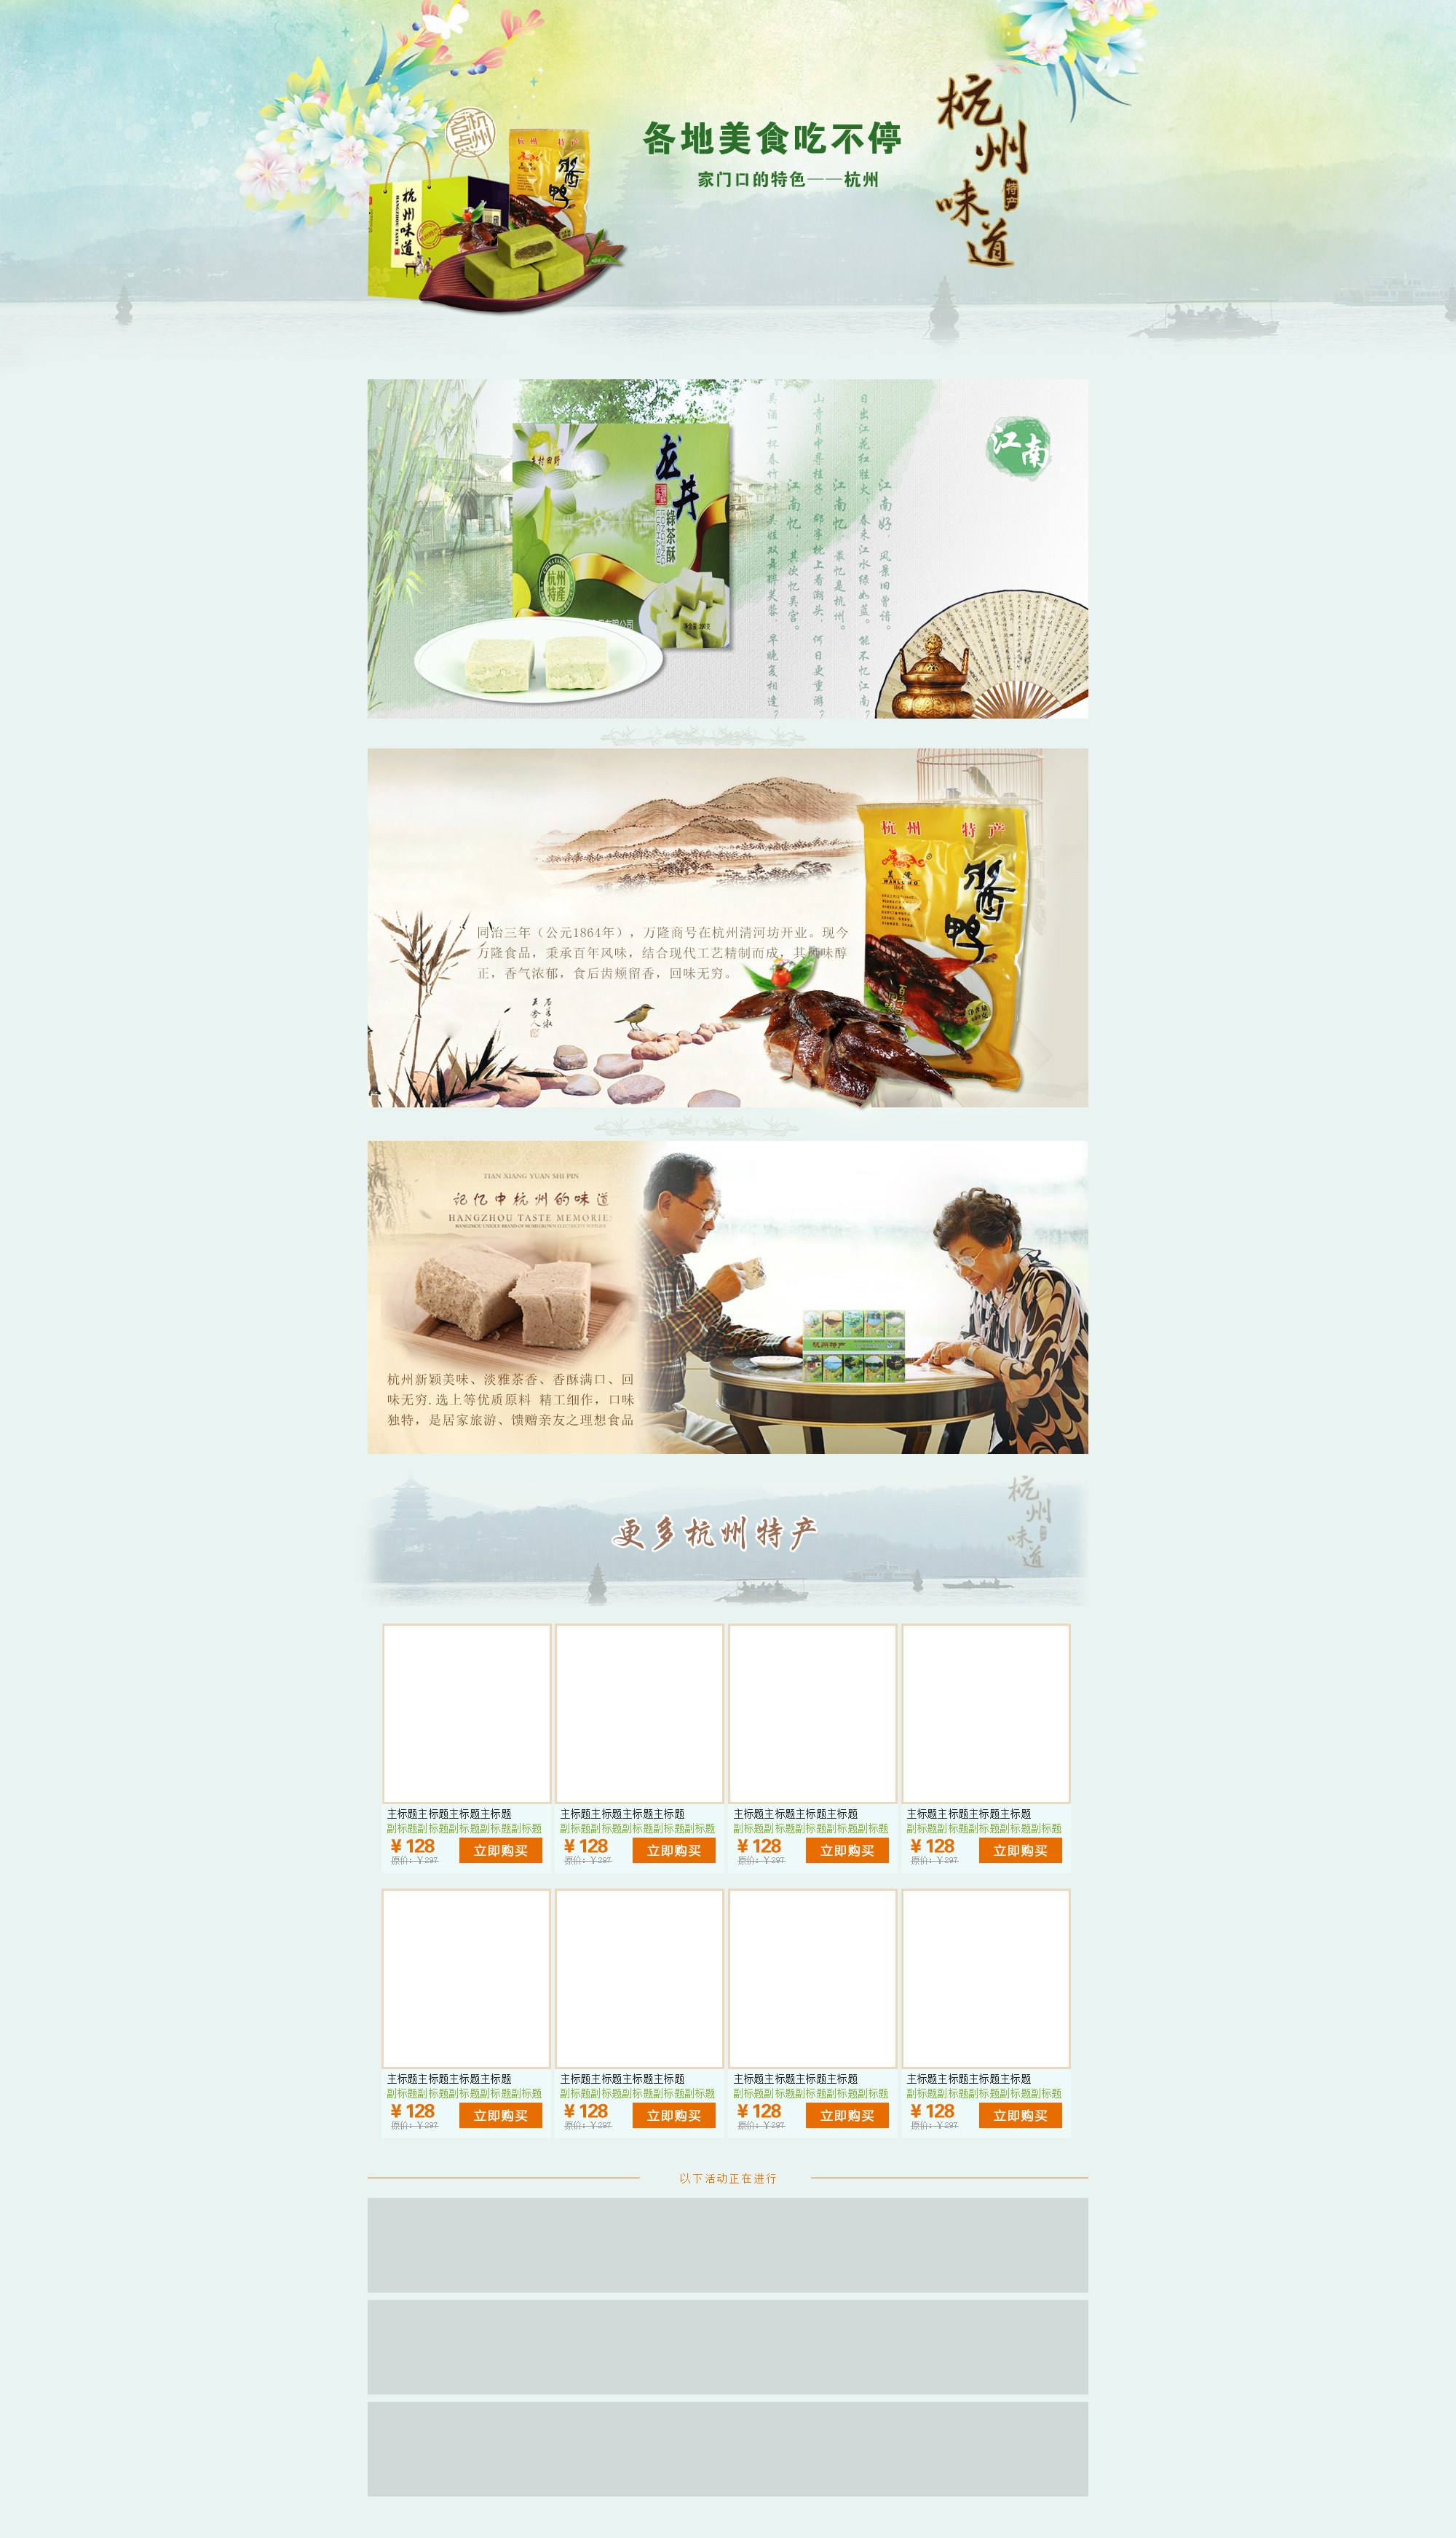 杭州
名点
杭州 特产
酱鸭
杭州味道
HANGZHOU TASTE
各地美食吃不停
家门口的特色——杭州
杭州味道
特产
江南
龙井
绿茶酥
杭州特產
江南好，风景旧曾谙。
日出江花红胜火，春来江水绿如蓝。能不忆江南？
江南忆 最忆是杭州。
山寺月中寻桂子，郡亭枕上看潮头，何日更重游？
江南忆 其次忆吴宫。
吴酒一杯春竹叶，吴娃双舞醉芙蓉，早晚复相逢？
杭州 特产
酱鸭
同治三年（公元1864年），万隆商号在杭州清河坊开业。现今
万隆食品，秉承百年风味，结合现代工艺精制而成，其风味醇
正，香气浓郁，食后齿颊留香，回味无穷。
TIAN XIANG YUAN SHI PIN
记忆中杭州的味道
HANGZHOU TASTE MEMORIES
杭州特产
杭州新颖美味、淡雅茶香、香酥满口、回
味无穷.选上等优质原料 精工细作，口味
独特，是居家旅游、馈赠亲友之理想食品
杭州味道
更多杭州特产
主标题主标题主标题主标题 主标题主标题主标题主标题 主标题主标题主标题主标题 主标题主标题主标题主标题
副标题副标题副标题副标题副标题 副标题副标题副标题副标题副标题 副标题副标题副标题副标题副标题 副标题副标题副标题副标题副标题
¥ 128 立即购买 ¥ 128 立即购买 ¥ 128 立即购买 ¥ 128 立即购买
原价：￥297 原价：￥297 原价：￥297 原价：￥297
主标题主标题主标题主标题 主标题主标题主标题主标题 主标题主标题主标题主标题 主标题主标题主标题主标题
副标题副标题副标题副标题副标题 副标题副标题副标题副标题副标题 副标题副标题副标题副标题副标题 副标题副标题副标题副标题副标题
¥ 128 立即购买 ¥ 128 立即购买 ¥ 128 立即购买 ¥ 128 立即购买
原价：￥297 原价：￥297 原价：￥297 原价：￥297
以下活动正在进行